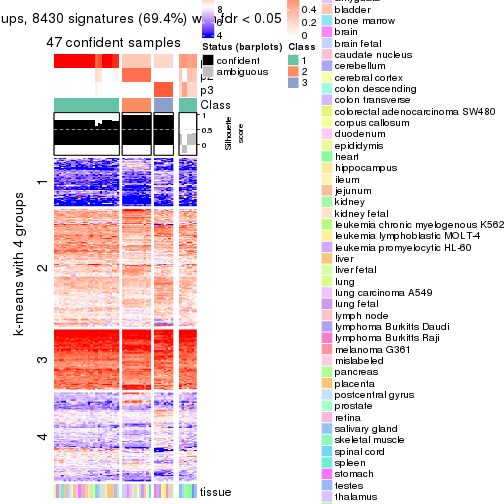 ups, 8430 signatures (69.4%) with fdr < 0.05
47 confident samples
p3
Class
1
0.5
0
Silhouette
score
k-means with 4 groups
1
2
3
4
tissue
8
6
4
Status (barplots)
confident
ambiguous
0.4
0.2
0
Class
1
2
3
bladder
bone marrow
brain
brain fetal
caudate nucleus
cerebellum
cerebral cortex
colon descending
colon transverse
colorectal adenocarcinoma SW480
corpus callosum
duodenum
epididymis
heart
hippocampus
ileum
jejunum
kidney
kidney fetal
leukemia chronic myelogenous K562
leukemia lymphoblastic MOLT-4
leukemia promyelocytic HL-60
liver
liver fetal
lung
lung carcinoma A549
lung fetal
lymph node
lymphoma Burkitts Daudi
lymphoma Burkitts Raji
melanoma G361
mislabeled
pancreas
placenta
postcentral gyrus
prostate
retina
salivary gland
skeletal muscle
spinal cord
spleen
stomach
testes
thalamus